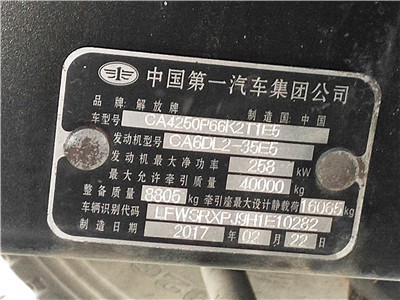 中国第一汽车集团公司
品牌:解放牌 制造国:中国
车型号 CA4250P66K2T1E5
发动机型号 CA6DL2-35E5
发动机最大净功率 258 kW
最大允许牵引质量 40000 kg
整备质量 8805 kg 牵引座最大设计静载荷 16065 kg
车辆识别代码 LFWSRXPJ9H1E10282
制造日期 2017 年 02 月 22 日